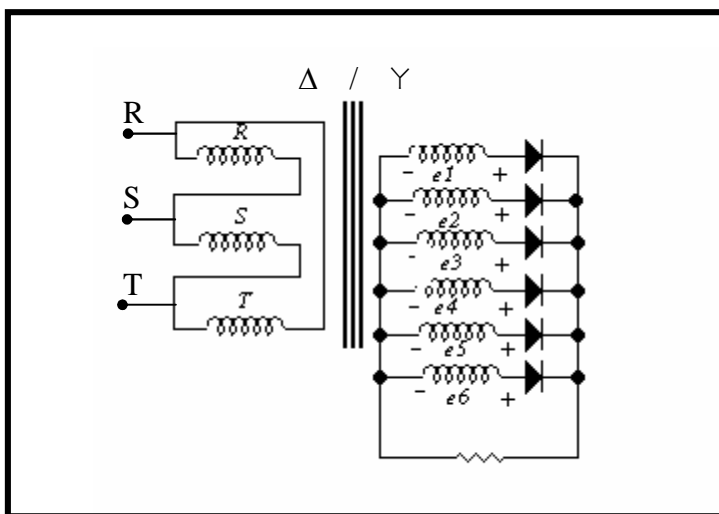 Δ / Y
R
R
S
S
T
T
- e1 +
- e2 +
- e3 +
- e4 +
- e5 +
- e6 +